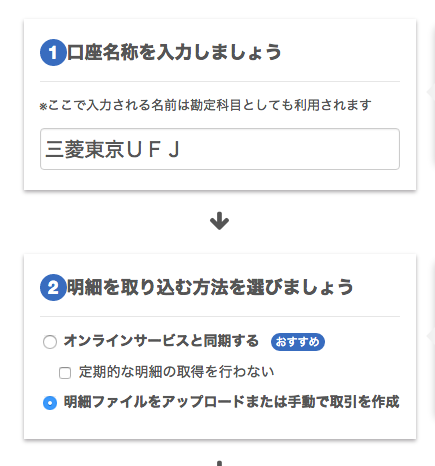 1 口座名称を入力しましょう
※ここで入力される名前は勘定科目としても利用されます
三菱東京ＵＦＪ
2 明細を取り込む方法を選びましょう
オンラインサービスと同期する おすすめ
定期的な明細の取得を行わない
明細ファイルをアップロードまたは手動で取引を作成